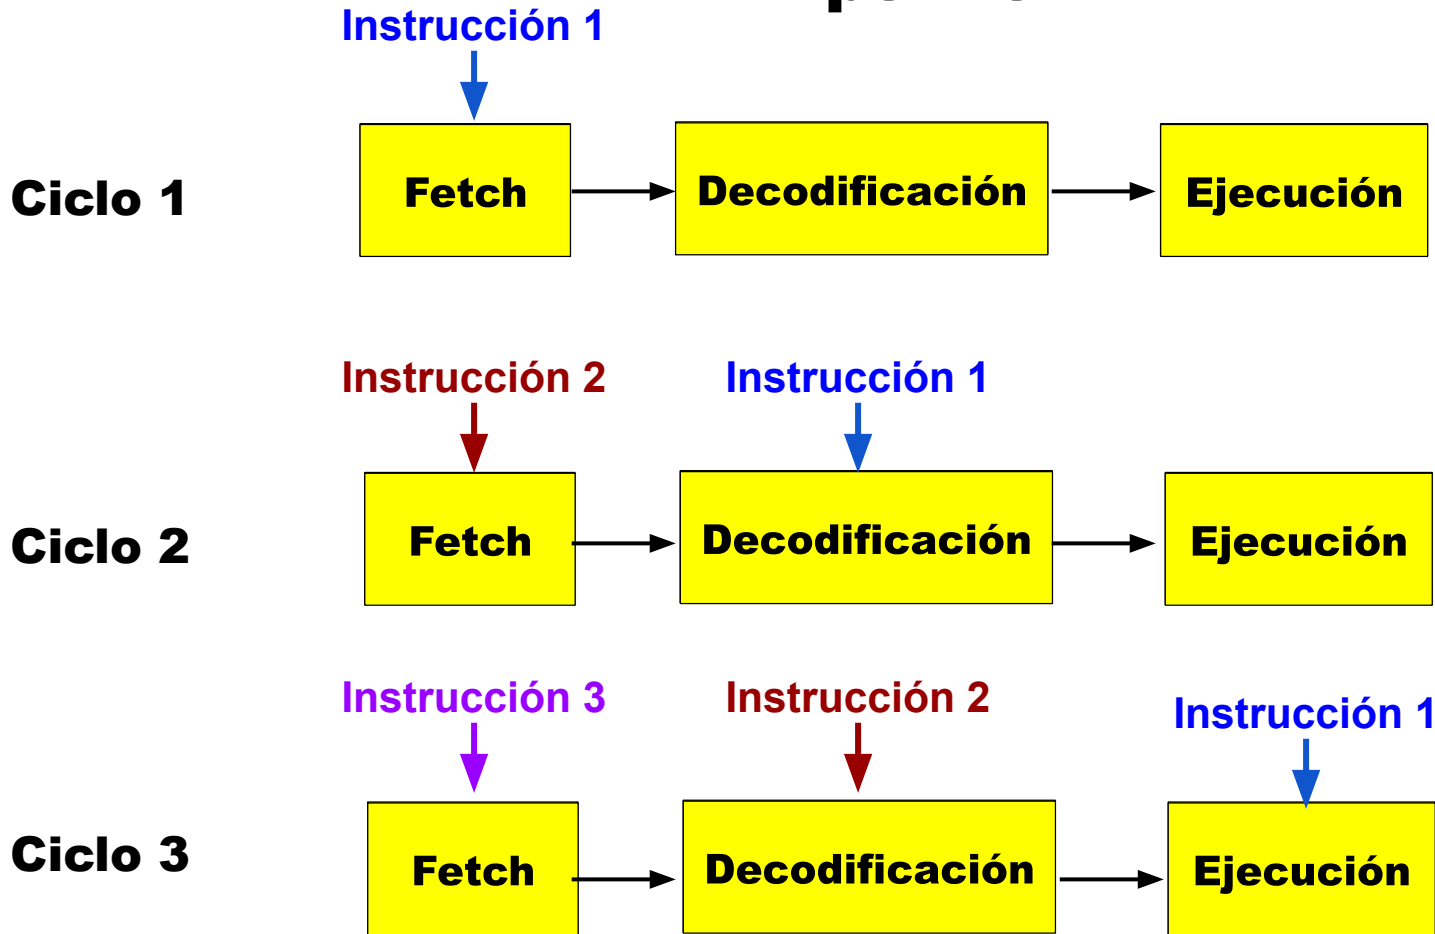 Instrucción 1
Ciclo 1
Fetch
Decodificación
Ejecución
Instrucción 2
Instrucción 1
Ciclo 2
Fetch
Decodificación
Ejecución
Instrucción 3
Instrucción 2
Instrucción 1
Ciclo 3
Fetch
Decodificación
Ejecución